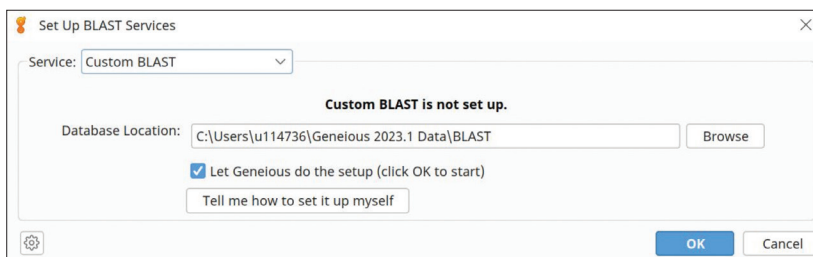 Set Up BLAST Services
Service: Custom BLAST
Custom BLAST is not set up.
Database Location: C:\Users\u114736\Geneious 2023.1 Data\BLAST Browse
Let Geneious do the setup (click OK to start)
Tell me how to set it up myself
OK Cancel